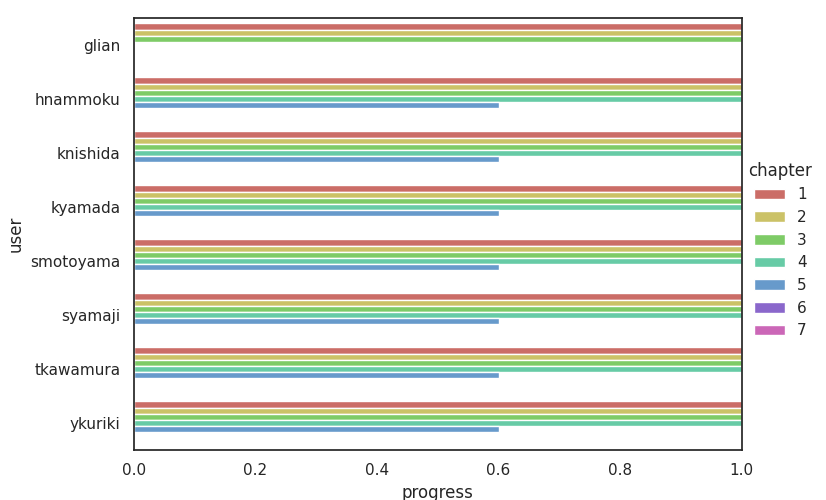 glian
hnammoku
knishida
kyamada
smotoyama
syamaji
tkawamura
ykuriki
user
0.0 0.2 0.4 0.6 0.8 1.0
progress
chapter
1
2
3
4
5
6
7